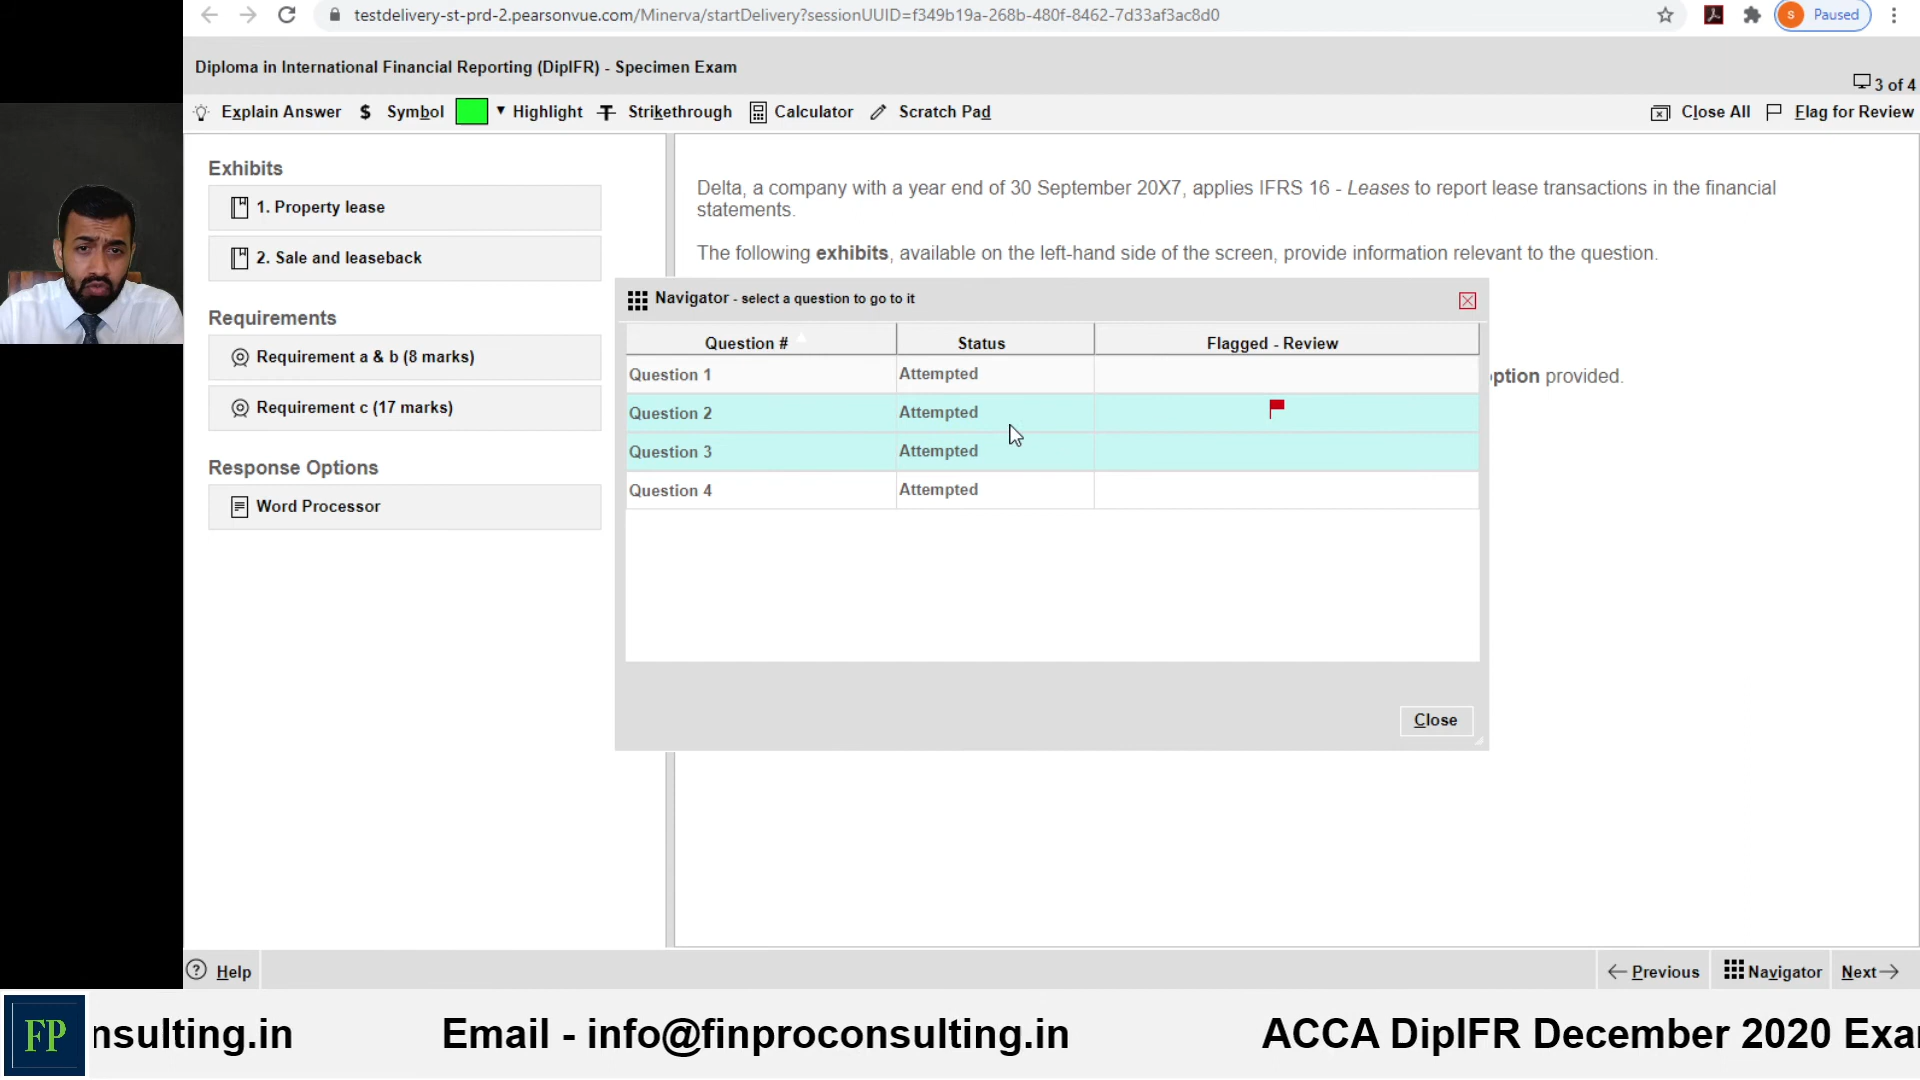 testdelivery-st-prd-2.pearsonvue.com/Minerva/startDelivery?sessionUUID=f349b19a-268b-480f-8462-7d33af3ac8d0
S
Paused
Diploma in International Financial Reporting (DipIFR) - Specimen Exam
3 of 4
Explain Answer
$ Symbol
Highlight
Strikethrough
Calculator
Scratch Pad
Close All
Flag for Review
Exhibits
1. Property lease
2. Sale and leaseback
Requirements
Requirement a & b (8 marks)
Requirement c (17 marks)
Response Options
Word Processor
Delta, a company with a year end of 30 September 20X7, applies IFRS 16 - Leases to report lease transactions in the financial
statements.
The following exhibits, available on the left-hand side of the screen, provide information relevant to the question.
option provided.
Navigator - select a question to go to it
Question # Status Flagged - Review
Question 1 Attempted
Question 2 Attempted
Question 3 Attempted
Question 4 Attempted
Close
Help
Previous
Navigator
Next
FP
nsulting.in
Email - info@finproconsulting.in
ACCA DipIFR December 2020 Exa